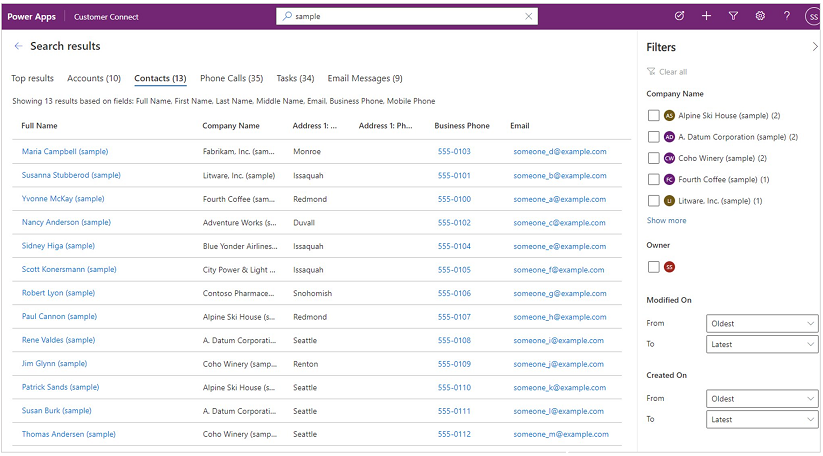 Power Apps Customer Connect sample SS
Search results
Top results Accounts (10) Contacts (13) Phone Calls (35) Tasks (34) Email Messages (9)
Showing 13 results based on fields: Full Name, First Name, Last Name, Middle Name, Email, Business Phone, Mobile Phone
Full Name Company Name Address 1: ... Address 1: Ph... Business Phone Email
Maria Campbell (sample) Fabrikam, Inc. (sam... Monroe 555-0103 someone_d@example.com
Susanna Stubberod (sample) Litware, Inc. (sample) Issaquah 555-0101 someone_b@example.com
Yvonne McKay (sample) Fourth Coffee (sam... Redmond 555-0100 someone_a@example.com
Nancy Anderson (sample) Adventure Works (s... Duvall 555-0102 someone_c@example.com
Sidney Higa (sample) Blue Yonder Airlines... Issaquah 555-0104 someone_e@example.com
Scott Konersmann (sample) City Power & Light ... Issaquah 555-0105 someone_f@example.com
Robert Lyon (sample) Contoso Pharmace... Snohomish 555-0106 someone_g@example.com
Paul Cannon (sample) Alpine Ski House (s... Redmond 555-0107 someone_h@example.com
Rene Valdes (sample) A. Datum Corporati... Seattle 555-0108 someone_i@example.com
Jim Glynn (sample) Coho Winery (samp... Renton 555-0109 someone_j@example.com
Patrick Sands (sample) Alpine Ski House (s... Seattle 555-0110 someone_k@example.com
Susan Burk (sample) A. Datum Corporati... Seattle 555-0111 someone_l@example.com
Thomas Andersen (sample) Coho Winery (samp... Seattle 555-0112 someone_m@example.com
Filters
Clear all
Company Name
AS Alpine Ski House (sample) (2)
AD A. Datum Corporation (sample) (2)
CW Coho Winery (sample) (2)
FC Fourth Coffee (sample) (1)
LI Litware, Inc. (sample) (1)
Show more
Owner
SS
Modified On
From Oldest
To Latest
Created On
From Oldest
To Latest